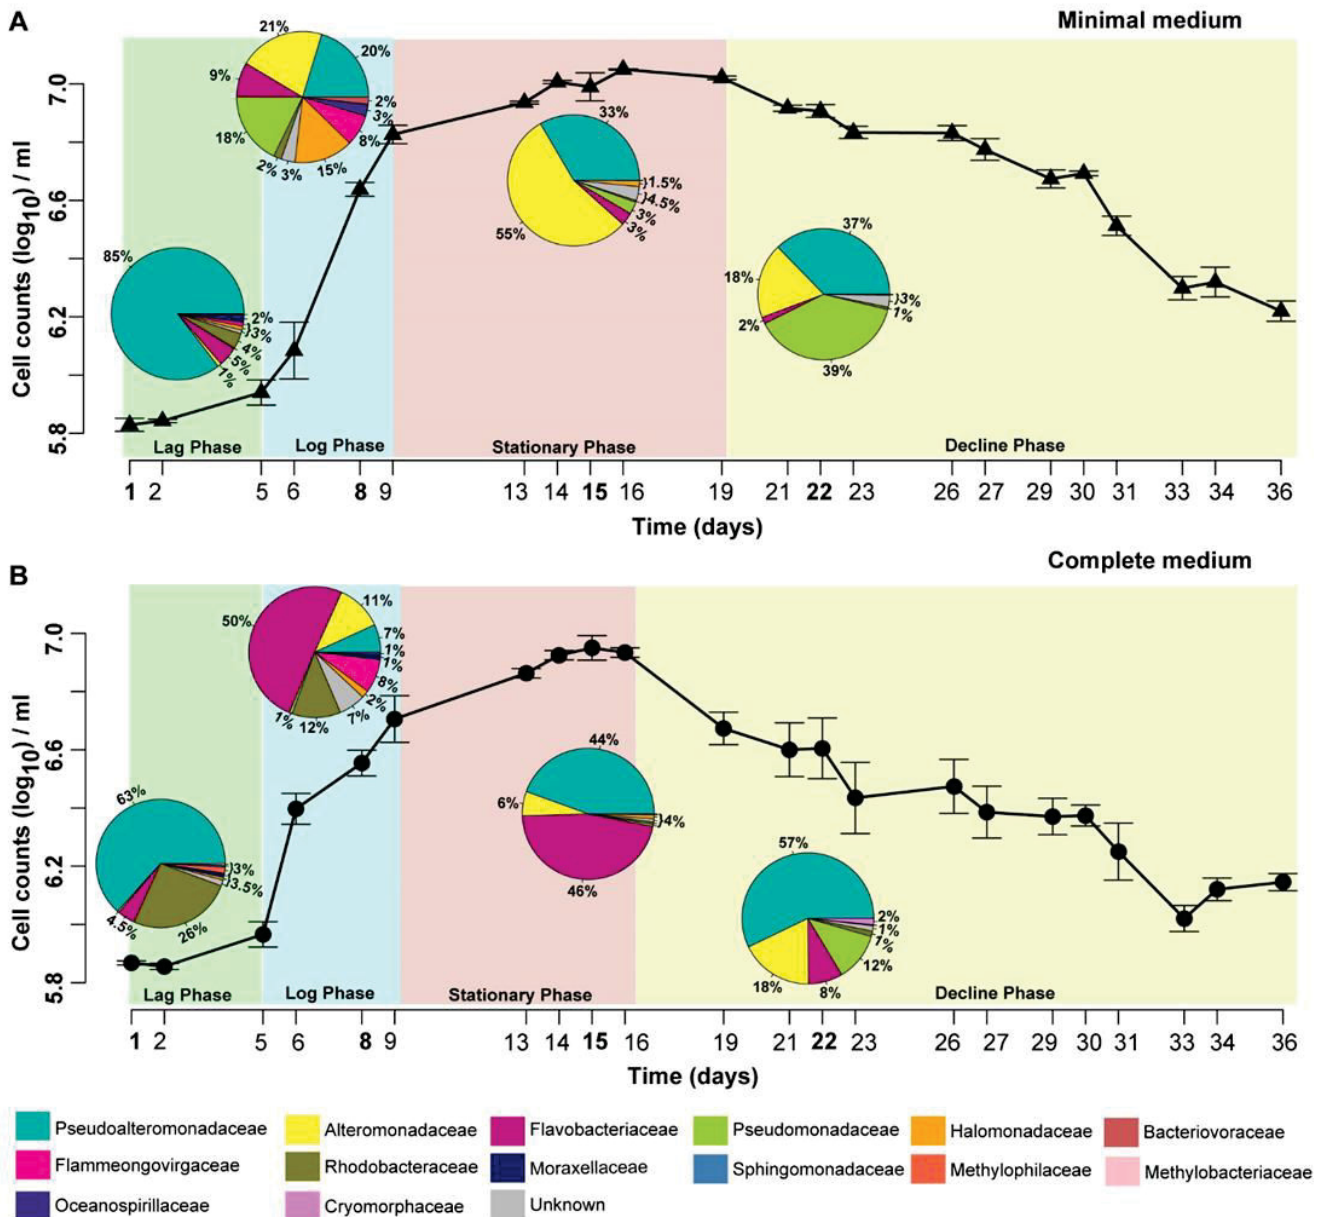 A
Minimal medium
Cell counts (log10) / ml
7.0
6.6
6.2
5.8
85%
2%
}3%
4%
5%
1%
21%
20%
9%
2%
3%
8%
18%
2%
3%
15%
33%
}1.5%
}4.5%
3%
3%
55%
37%
18%
}3%
1%
2%
39%
Lag Phase
Log Phase
Stationary Phase
Decline Phase
1 2 5 6 8 9 13 14 15 16 19 21 22 23 26 27 29 30 31 33 34 36
Time (days)
B
Complete medium
Cell counts (log10) / ml
7.0
6.6
6.2
5.8
63%
}3%
}3.5%
4.5%
26%
50%
11%
7%
1%
1%
8%
2%
7%
12%
1%
44%
6%
}4%
46%
57%
2%
1%
1%
12%
8%
18%
Lag Phase
Log Phase
Stationary Phase
Decline Phase
1 2 5 6 8 9 13 14 15 16 19 21 22 23 26 27 29 30 31 33 34 36
Time (days)
Pseudoalteromonadaceae Alteromonadaceae Flavobacteriaceae Pseudomonadaceae Halomonadaceae Bacteriovoraceae
Flammeongovirgaceae Rhodobacteraceae Moraxellaceae Sphingomonadaceae Methylophilaceae Methylobacteriaceae
Oceanospirillaceae Cryomorphaceae Unknown